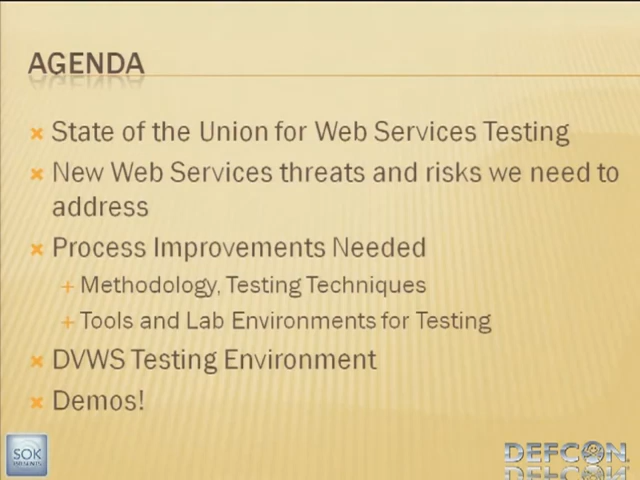 AGENDA
State of the Union for Web Services Testing
New Web Services threats and risks we need to
address
Process Improvements Needed
Methodology, Testing Techniques
Tools and Lab Environments for Testing
DVWS Testing Environment
Demos!
SOK
PRESENTS
DEFCON